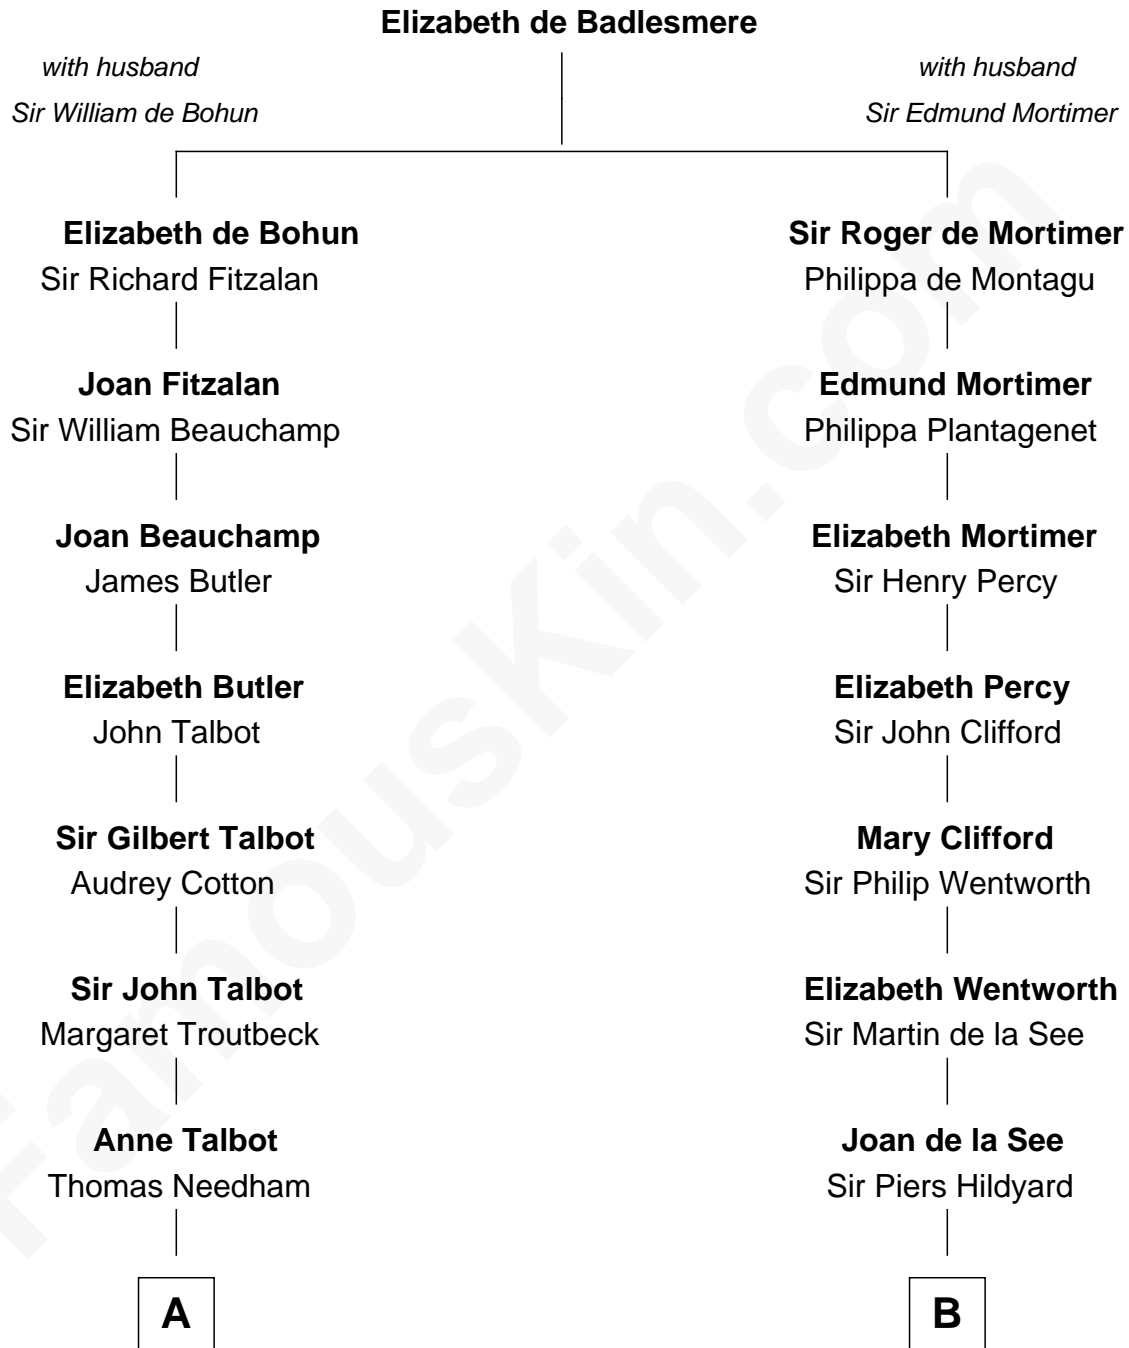 Elizabeth de Badlesmere
with husband
Sir William de Bohun
with husband
Sir Edmund Mortimer
Elizabeth de Bohun
Sir Richard Fitzalan
Sir Roger de Mortimer
Philippa de Montagu
Joan Fitzalan
Sir William Beauchamp
Edmund Mortimer
Philippa Plantagenet
Joan Beauchamp
James Butler
Elizabeth Mortimer
Sir Henry Percy
Elizabeth Butler
John Talbot
Elizabeth Percy
Sir John Clifford
Sir Gilbert Talbot
Audrey Cotton
Mary Clifford
Sir Philip Wentworth
Sir John Talbot
Margaret Troutbeck
Elizabeth Wentworth
Sir Martin de la See
Anne Talbot
Thomas Needham
Joan de la See
Sir Piers Hildyard
A
B
FamousKin.com